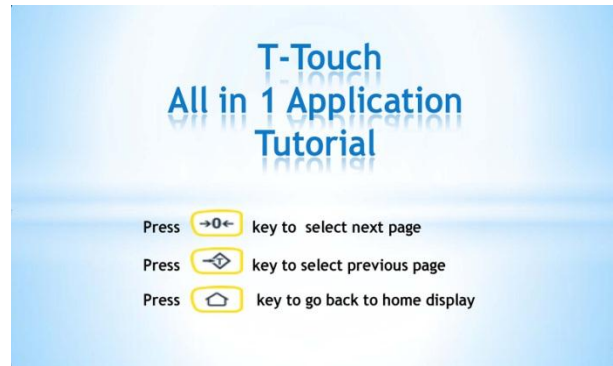 T-Touch
All in 1 Application
Tutorial
Press →0← key to select next page
Press →T key to select previous page
Press key to go back to home display